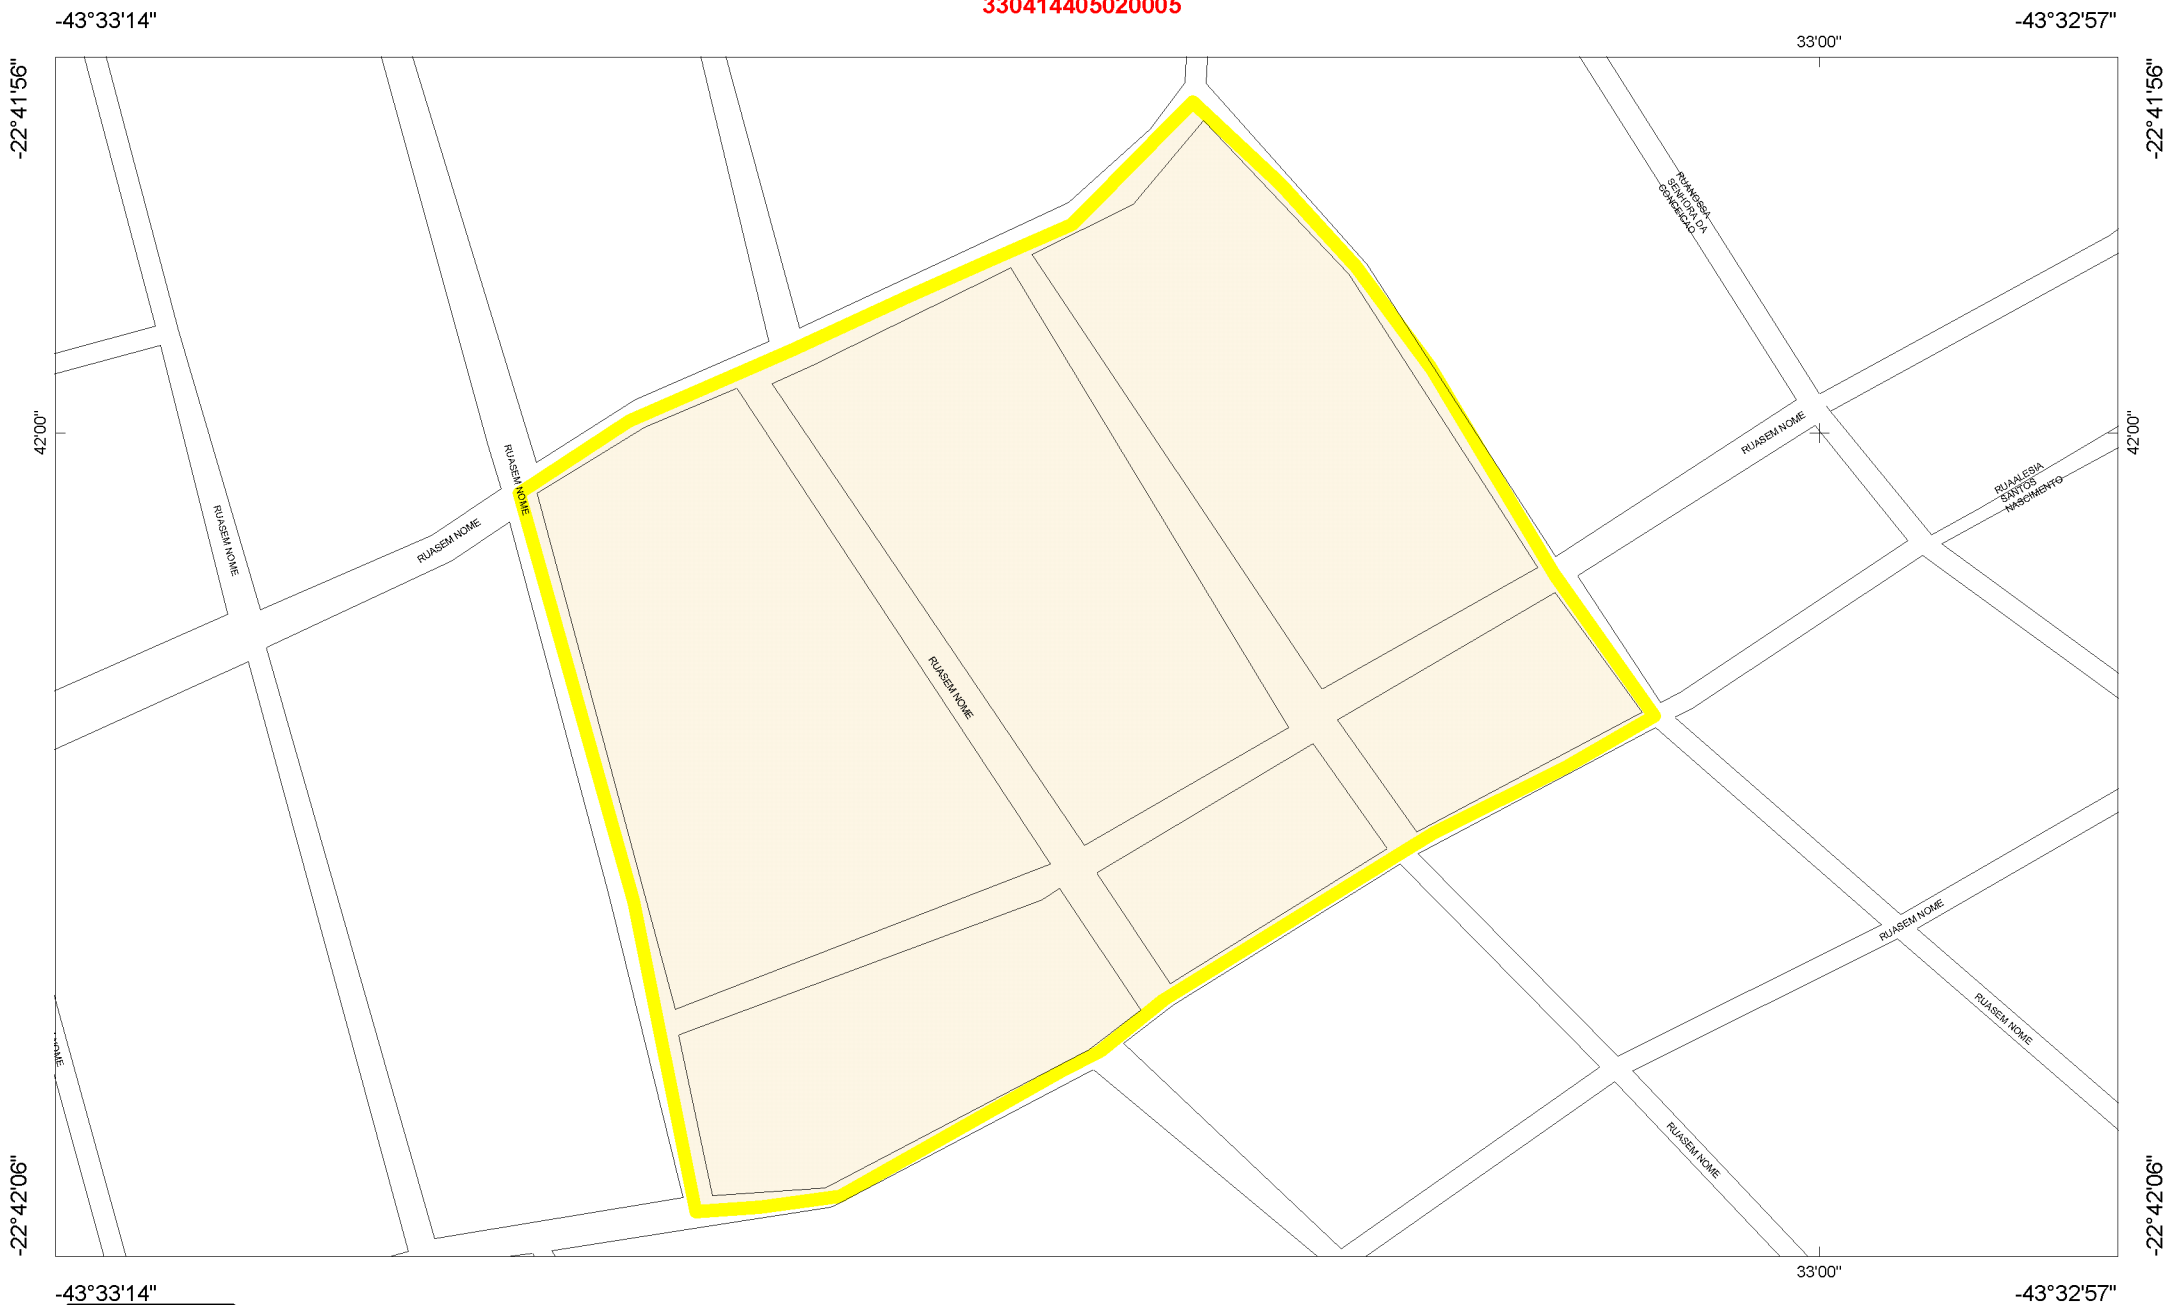 330414405020005
-43°33'14"
-43°32'57"
33'00"
-22°41'56"
-22°41'56"
RUANOSSA
SENHORA DA
CONCEICAO
42'00"
42'00"
RUASEM NOME
RUASEM NOME
RUASEM NOME
RUASEM NOME
RUAALESIA
SANTOS
NASCIMENTO
RUASEM NOME
RUASEM NOME
RUASEM NOME
NOME
RUASEM NOME
-22°42'06"
-22°42'06"
33'00"
-43°33'14"
-43°32'57"